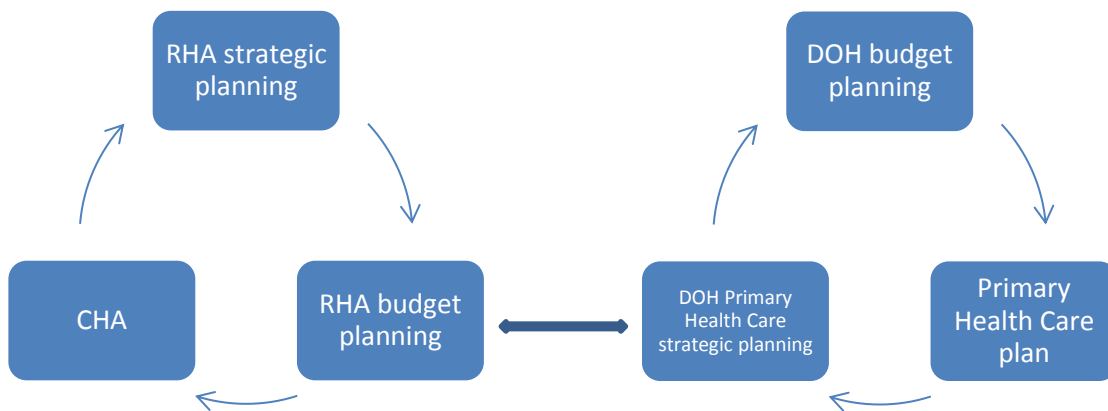 RHA strategic
planning
DOH budget
planning
CHA
RHA budget
planning
DOH Primary
Health Care
strategic planning
Primary
Health Care
plan